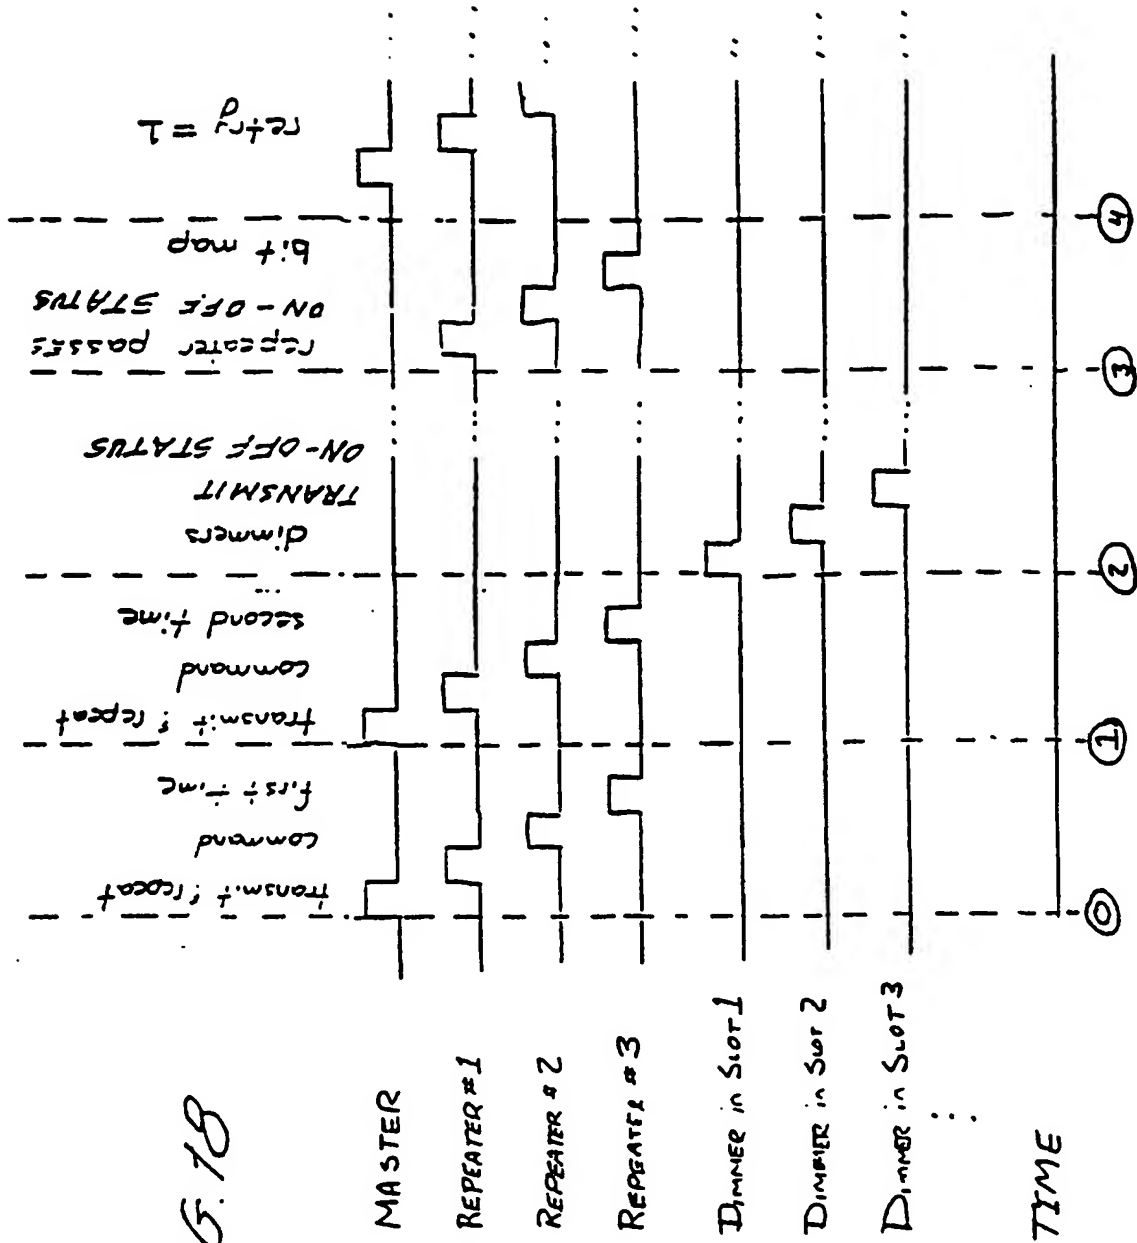 G. 18
transmit & repeat
command
first time
transmit & repeat
command
second time
...
dimmers
TRANSMIT
ON-OFF STATUS
repeater passes
ON-OFF STATUS
bit map
retry = 1
MASTER ... ...
REPEATER #1 ... ...
REPEATER #2 ... ...
REPEATER #3 ... ...
DIMMER in SLOT 1 ... ..
DIMMER in SLOT 2 ... ...
DIMMER in SLOT 3 ... ...
...
TIME
0 1 2 3 4